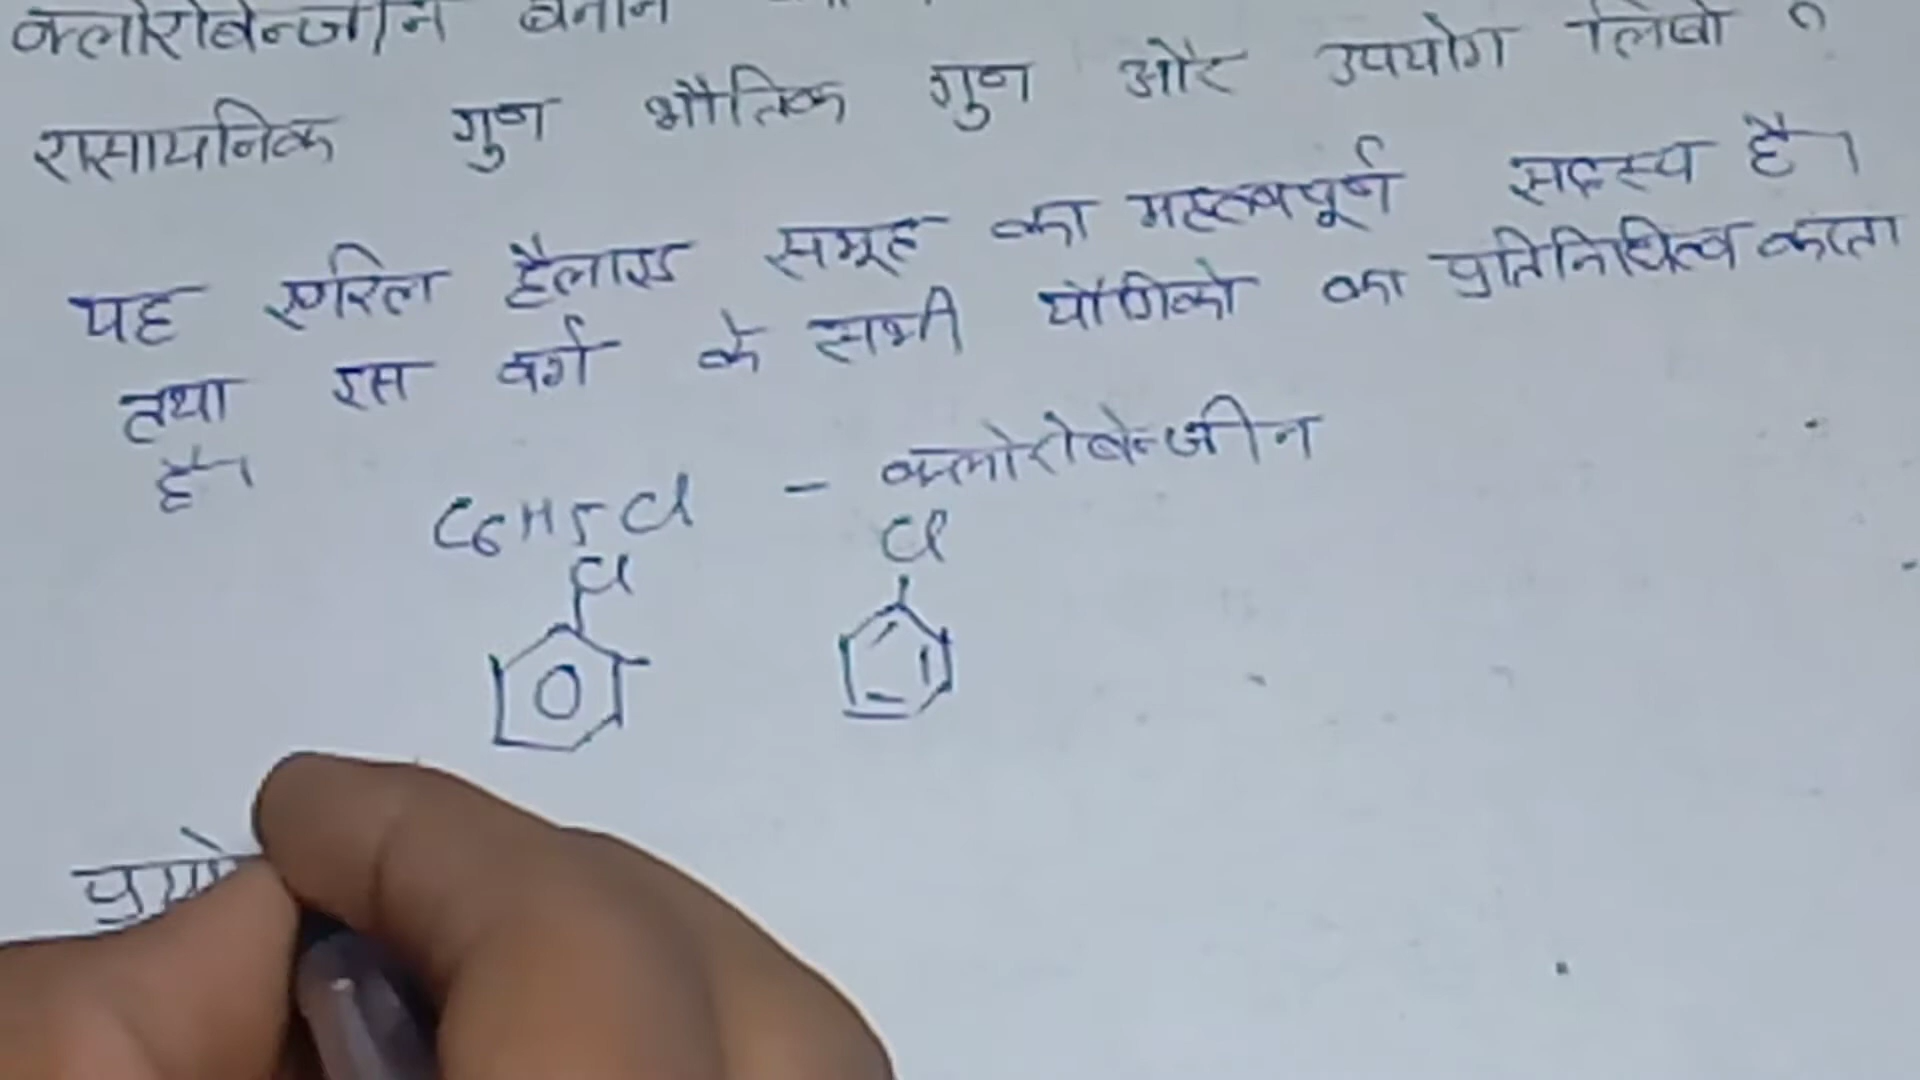 क्लोरोबेन्जीन बनाने
रासायनिक गुण भौतिक गुण और उपयोग लिखो ?
यह एरिल हैलाइड समूह का महत्वपूर्ण सदस्य है।
तथा इस वर्ग के सभी यौगिको का प्रतिनिधित्व करता
है।
C6H5Cl - क्लोरोबेन्जीन
Cl Cl